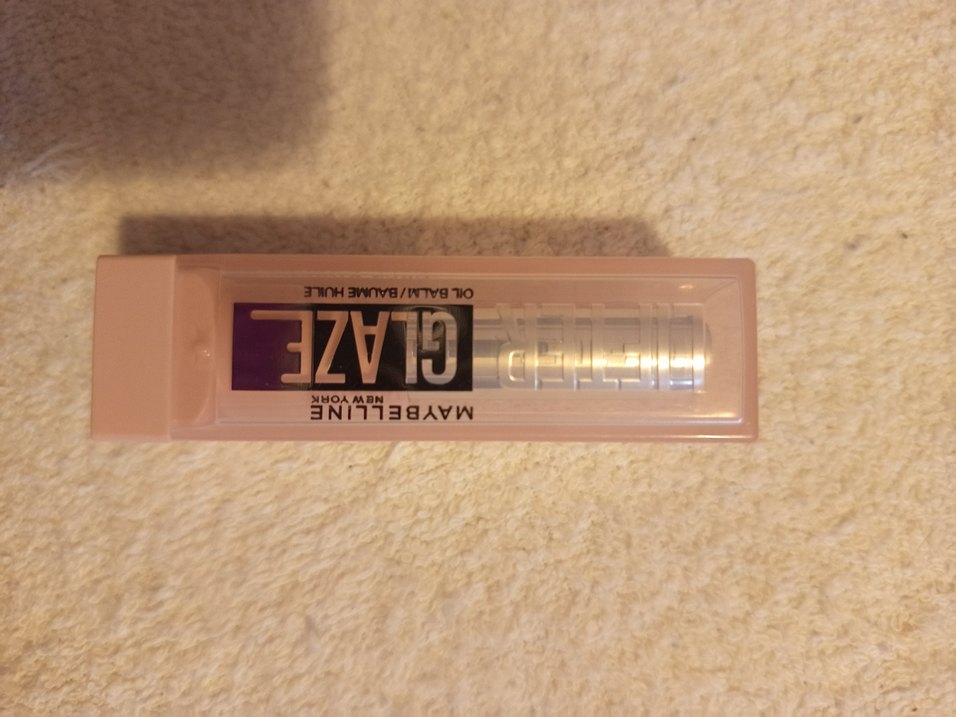 MAYBELLINE
NEW YORK
LIFTER GLAZE
OIL BALM / BAUME HUILE